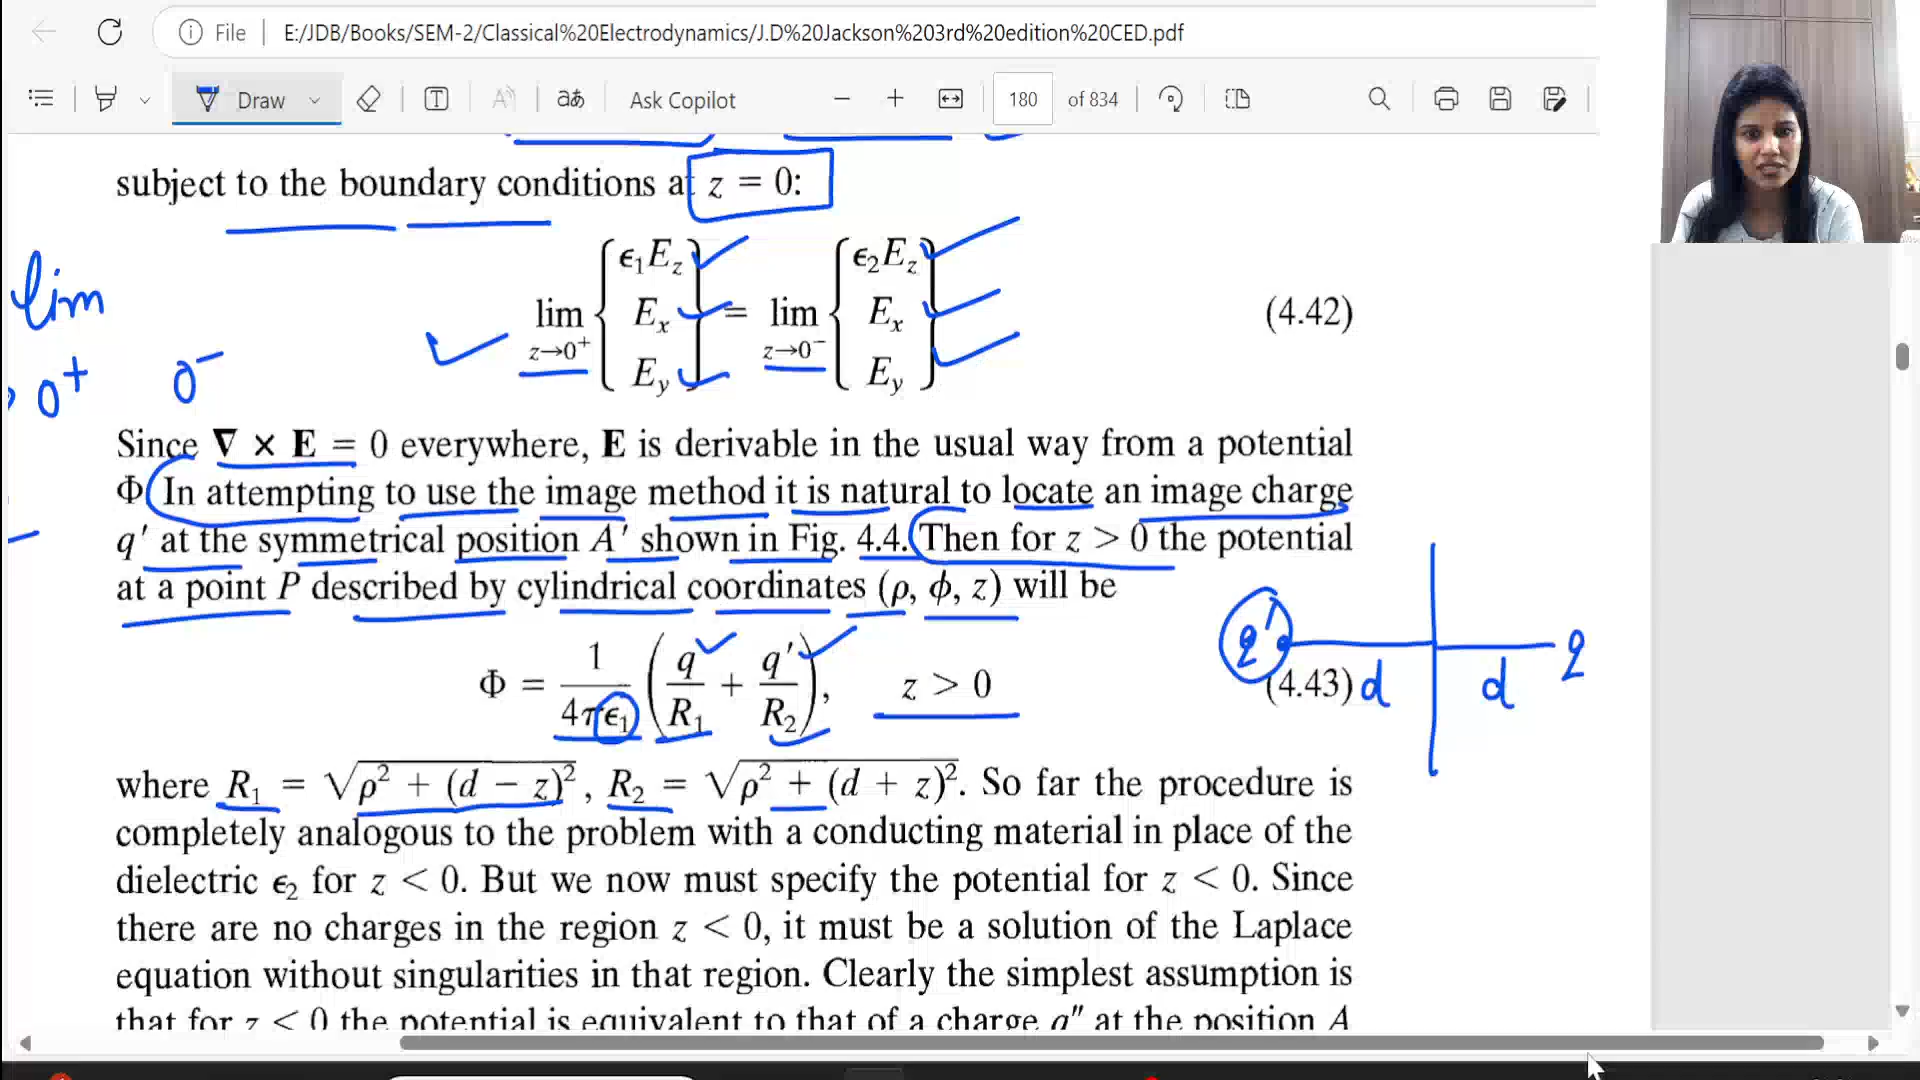 File | E:/JDB/Books/SEM-2/Classical%20Electrodynamics/J.D%20Jackson%203rd%20edition%20CED.pdf
Draw Ask Copilot 180 of 834
subject to the boundary conditions at z = 0:
lim z→0⁺ { ϵ₁E_z, E_x, E_y } = lim z→0⁻ { ϵ₂E_z, E_x, E_y } (4.42)
lim
0⁺ 0⁻
Since ∇ × E = 0 everywhere, E is derivable in the usual way from a potential
Φ. In attempting to use the image method it is natural to locate an image charge
q′ at the symmetrical position A′ shown in Fig. 4.4. Then for z > 0 the potential
at a point P described by cylindrical coordinates (ρ, ϕ, z) will be
Φ = 1/4πϵ₁ (q/R₁ + q′/R₂), z > 0 (4.43)
q′ d d q
where R₁ = √ρ² + (d − z)², R₂ = √ρ² + (d + z)². So far the procedure is
completely analogous to the problem with a conducting material in place of the
dielectric ϵ₂ for z < 0. But we now must specify the potential for z < 0. Since
there are no charges in the region z < 0, it must be a solution of the Laplace
equation without singularities in that region. Clearly the simplest assumption is
that for z < 0 the potential is equivalent to that of a charge q″ at the position A